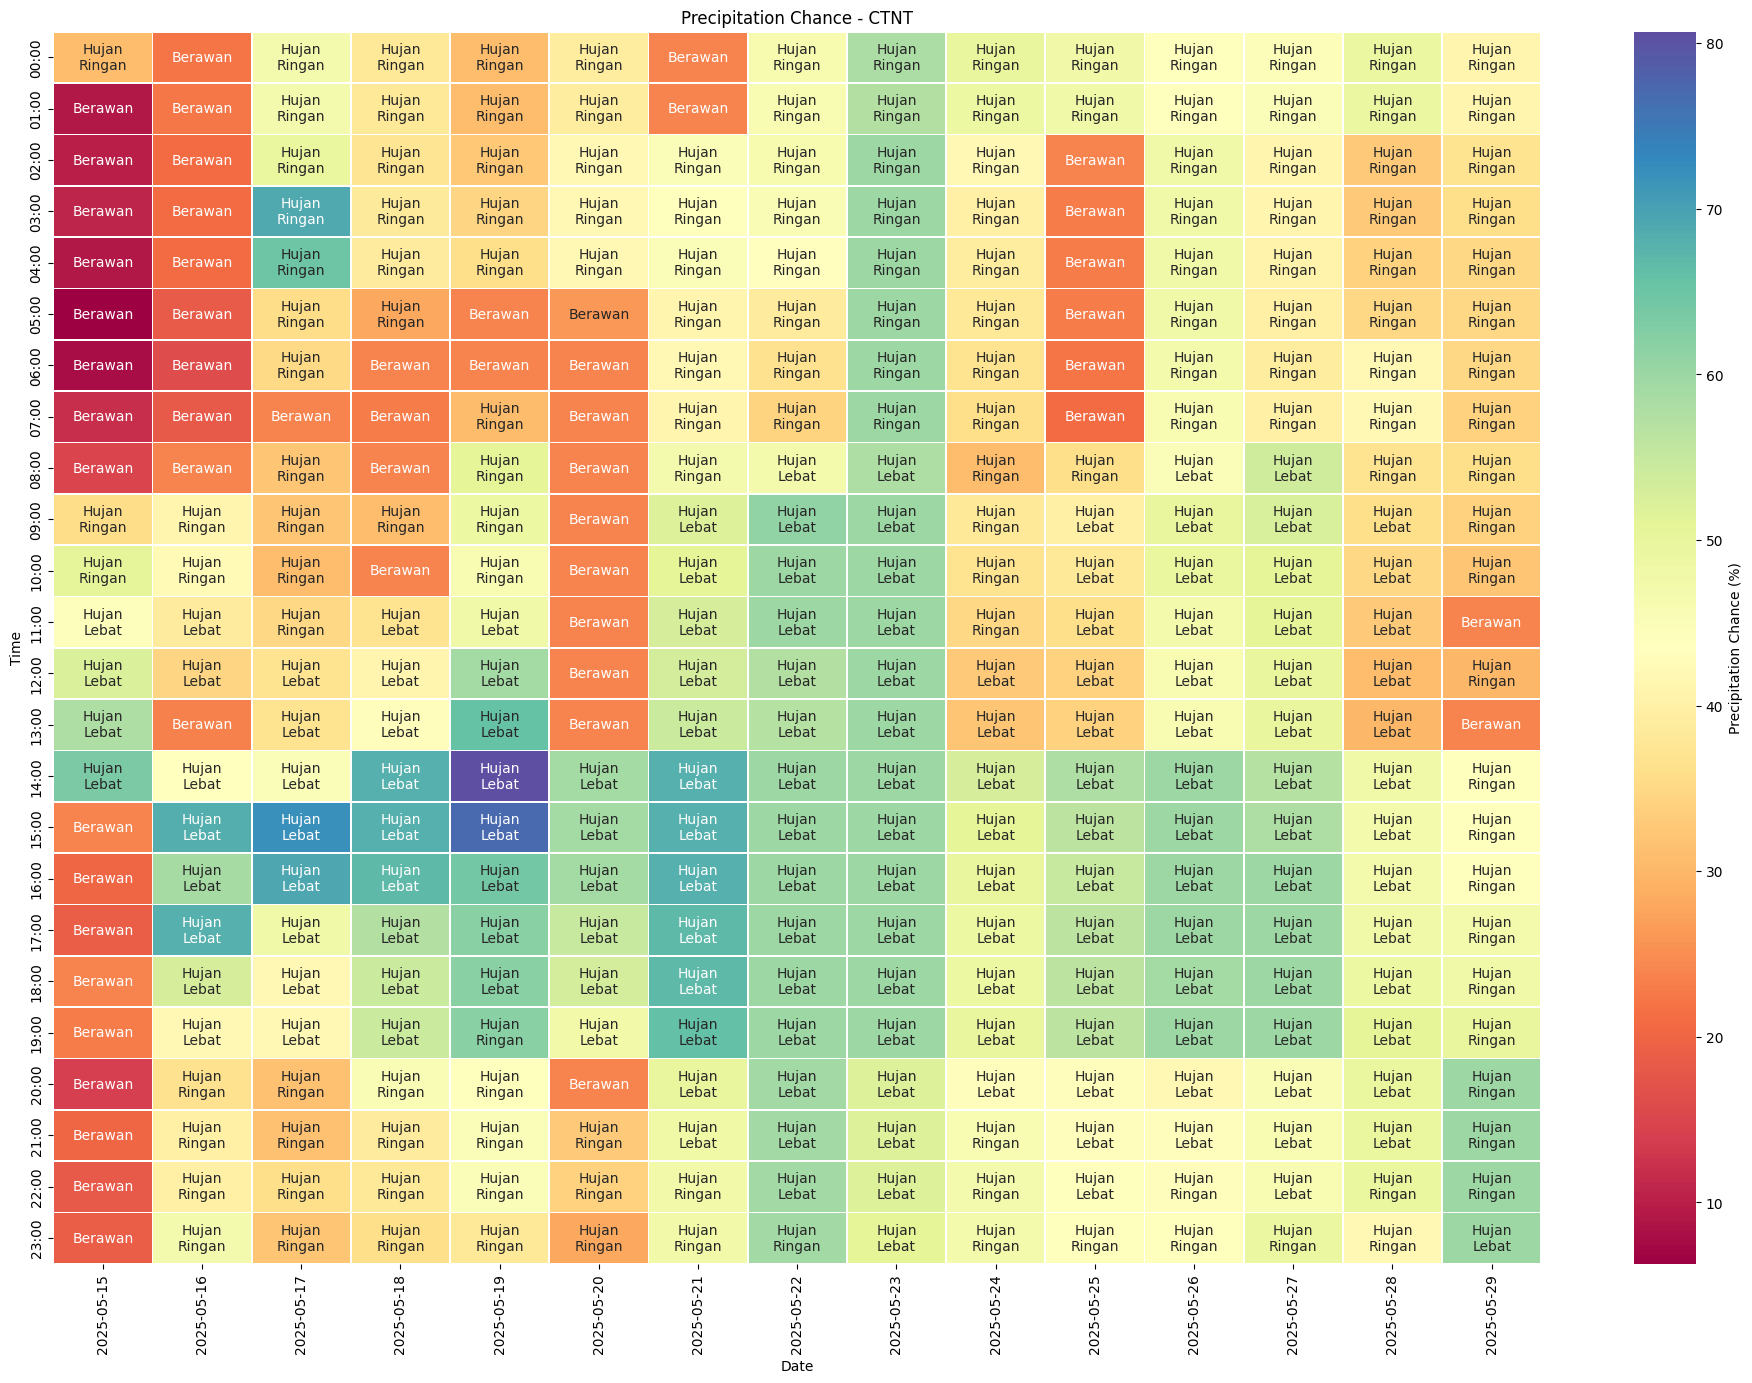 Precipitation Chance - CTNT
00:00 Hujan Ringan Berawan Hujan Ringan Hujan Ringan Hujan Ringan Hujan Ringan Berawan Hujan Ringan Hujan Ringan Hujan Ringan Hujan Ringan Hujan Ringan Hujan Ringan Hujan Ringan Hujan Ringan
01:00 Berawan Berawan Hujan Ringan Hujan Ringan Hujan Ringan Hujan Ringan Berawan Hujan Ringan Hujan Ringan Hujan Ringan Hujan Ringan Hujan Ringan Hujan Ringan Hujan Ringan Hujan Ringan
02:00 Berawan Berawan Hujan Ringan Hujan Ringan Hujan Ringan Hujan Ringan Hujan Ringan Hujan Ringan Hujan Ringan Hujan Ringan Berawan Hujan Ringan Hujan Ringan Hujan Ringan Hujan Ringan
03:00 Berawan Berawan Hujan Ringan Hujan Ringan Hujan Ringan Hujan Ringan Hujan Ringan Hujan Ringan Hujan Ringan Hujan Ringan Berawan Hujan Ringan Hujan Ringan Hujan Ringan Hujan Ringan
04:00 Berawan Berawan Hujan Ringan Hujan Ringan Hujan Ringan Hujan Ringan Hujan Ringan Hujan Ringan Hujan Ringan Hujan Ringan Berawan Hujan Ringan Hujan Ringan Hujan Ringan Hujan Ringan
05:00 Berawan Berawan Hujan Ringan Hujan Ringan Berawan Berawan Hujan Ringan Hujan Ringan Hujan Ringan Hujan Ringan Berawan Hujan Ringan Hujan Ringan Hujan Ringan Hujan Ringan
06:00 Berawan Berawan Hujan Ringan Berawan Berawan Berawan Hujan Ringan Hujan Ringan Hujan Ringan Hujan Ringan Berawan Hujan Ringan Hujan Ringan Hujan Ringan Hujan Ringan
07:00 Berawan Berawan Berawan Berawan Hujan Ringan Berawan Hujan Ringan Hujan Ringan Hujan Ringan Hujan Ringan Berawan Hujan Ringan Hujan Ringan Hujan Ringan Hujan Ringan
08:00 Berawan Berawan Hujan Ringan Berawan Hujan Ringan Berawan Hujan Ringan Hujan Lebat Hujan Lebat Hujan Ringan Hujan Ringan Hujan Lebat Hujan Lebat Hujan Ringan Hujan Ringan
09:00 Hujan Ringan Hujan Ringan Hujan Ringan Hujan Ringan Hujan Ringan Berawan Hujan Lebat Hujan Lebat Hujan Lebat Hujan Ringan Hujan Lebat Hujan Lebat Hujan Lebat Hujan Lebat Hujan Ringan
10:00 Hujan Ringan Hujan Ringan Hujan Ringan Berawan Hujan Ringan Berawan Hujan Lebat Hujan Lebat Hujan Lebat Hujan Ringan Hujan Lebat Hujan Lebat Hujan Lebat Hujan Lebat Hujan Ringan
11:00 Hujan Lebat Hujan Lebat Hujan Ringan Hujan Lebat Hujan Lebat Berawan Hujan Lebat Hujan Lebat Hujan Lebat Hujan Ringan Hujan Lebat Hujan Lebat Hujan Lebat Hujan Lebat Berawan
12:00 Hujan Lebat Hujan Lebat Hujan Lebat Hujan Lebat Hujan Lebat Berawan Hujan Lebat Hujan Lebat Hujan Lebat Hujan Lebat Hujan Lebat Hujan Lebat Hujan Lebat Hujan Lebat Hujan Ringan
13:00 Hujan Lebat Berawan Hujan Lebat Hujan Lebat Hujan Lebat Berawan Hujan Lebat Hujan Lebat Hujan Lebat Hujan Lebat Hujan Lebat Hujan Lebat Hujan Lebat Hujan Lebat Berawan
14:00 Hujan Lebat Hujan Lebat Hujan Lebat Hujan Lebat Hujan Lebat Hujan Lebat Hujan Lebat Hujan Lebat Hujan Lebat Hujan Lebat Hujan Lebat Hujan Lebat Hujan Lebat Hujan Lebat Hujan Ringan
15:00 Berawan Hujan Lebat Hujan Lebat Hujan Lebat Hujan Lebat Hujan Lebat Hujan Lebat Hujan Lebat Hujan Lebat Hujan Lebat Hujan Lebat Hujan Lebat Hujan Lebat Hujan Lebat Hujan Ringan
16:00 Berawan Hujan Lebat Hujan Lebat Hujan Lebat Hujan Lebat Hujan Lebat Hujan Lebat Hujan Lebat Hujan Lebat Hujan Lebat Hujan Lebat Hujan Lebat Hujan Lebat Hujan Lebat Hujan Ringan
17:00 Berawan Hujan Lebat Hujan Lebat Hujan Lebat Hujan Lebat Hujan Lebat Hujan Lebat Hujan Lebat Hujan Lebat Hujan Lebat Hujan Lebat Hujan Lebat Hujan Lebat Hujan Lebat Hujan Ringan
18:00 Berawan Hujan Lebat Hujan Lebat Hujan Lebat Hujan Lebat Hujan Lebat Hujan Lebat Hujan Lebat Hujan Lebat Hujan Lebat Hujan Lebat Hujan Lebat Hujan Lebat Hujan Lebat Hujan Ringan
19:00 Berawan Hujan Lebat Hujan Lebat Hujan Lebat Hujan Ringan Hujan Lebat Hujan Lebat Hujan Lebat Hujan Lebat Hujan Lebat Hujan Lebat Hujan Lebat Hujan Lebat Hujan Lebat Hujan Ringan
20:00 Berawan Hujan Ringan Hujan Ringan Hujan Ringan Hujan Ringan Berawan Hujan Lebat Hujan Lebat Hujan Lebat Hujan Lebat Hujan Lebat Hujan Lebat Hujan Lebat Hujan Lebat Hujan Ringan
21:00 Berawan Hujan Ringan Hujan Ringan Hujan Ringan Hujan Ringan Hujan Ringan Hujan Lebat Hujan Lebat Hujan Lebat Hujan Ringan Hujan Lebat Hujan Lebat Hujan Lebat Hujan Lebat Hujan Ringan
22:00 Berawan Hujan Ringan Hujan Ringan Hujan Ringan Hujan Ringan Hujan Ringan Hujan Ringan Hujan Lebat Hujan Lebat Hujan Ringan Hujan Lebat Hujan Ringan Hujan Lebat Hujan Ringan Hujan Ringan
23:00 Berawan Hujan Ringan Hujan Ringan Hujan Ringan Hujan Ringan Hujan Ringan Hujan Ringan Hujan Ringan Hujan Lebat Hujan Ringan Hujan Ringan Hujan Ringan Hujan Ringan Hujan Ringan Hujan Lebat
Time
2025-05-15 2025-05-16 2025-05-17 2025-05-18 2025-05-19 2025-05-20 2025-05-21 2025-05-22 2025-05-23 2025-05-24 2025-05-25 2025-05-26 2025-05-27 2025-05-28 2025-05-29
Date
80
70
60
50
40
30
20
10
Precipitation Chance (%)